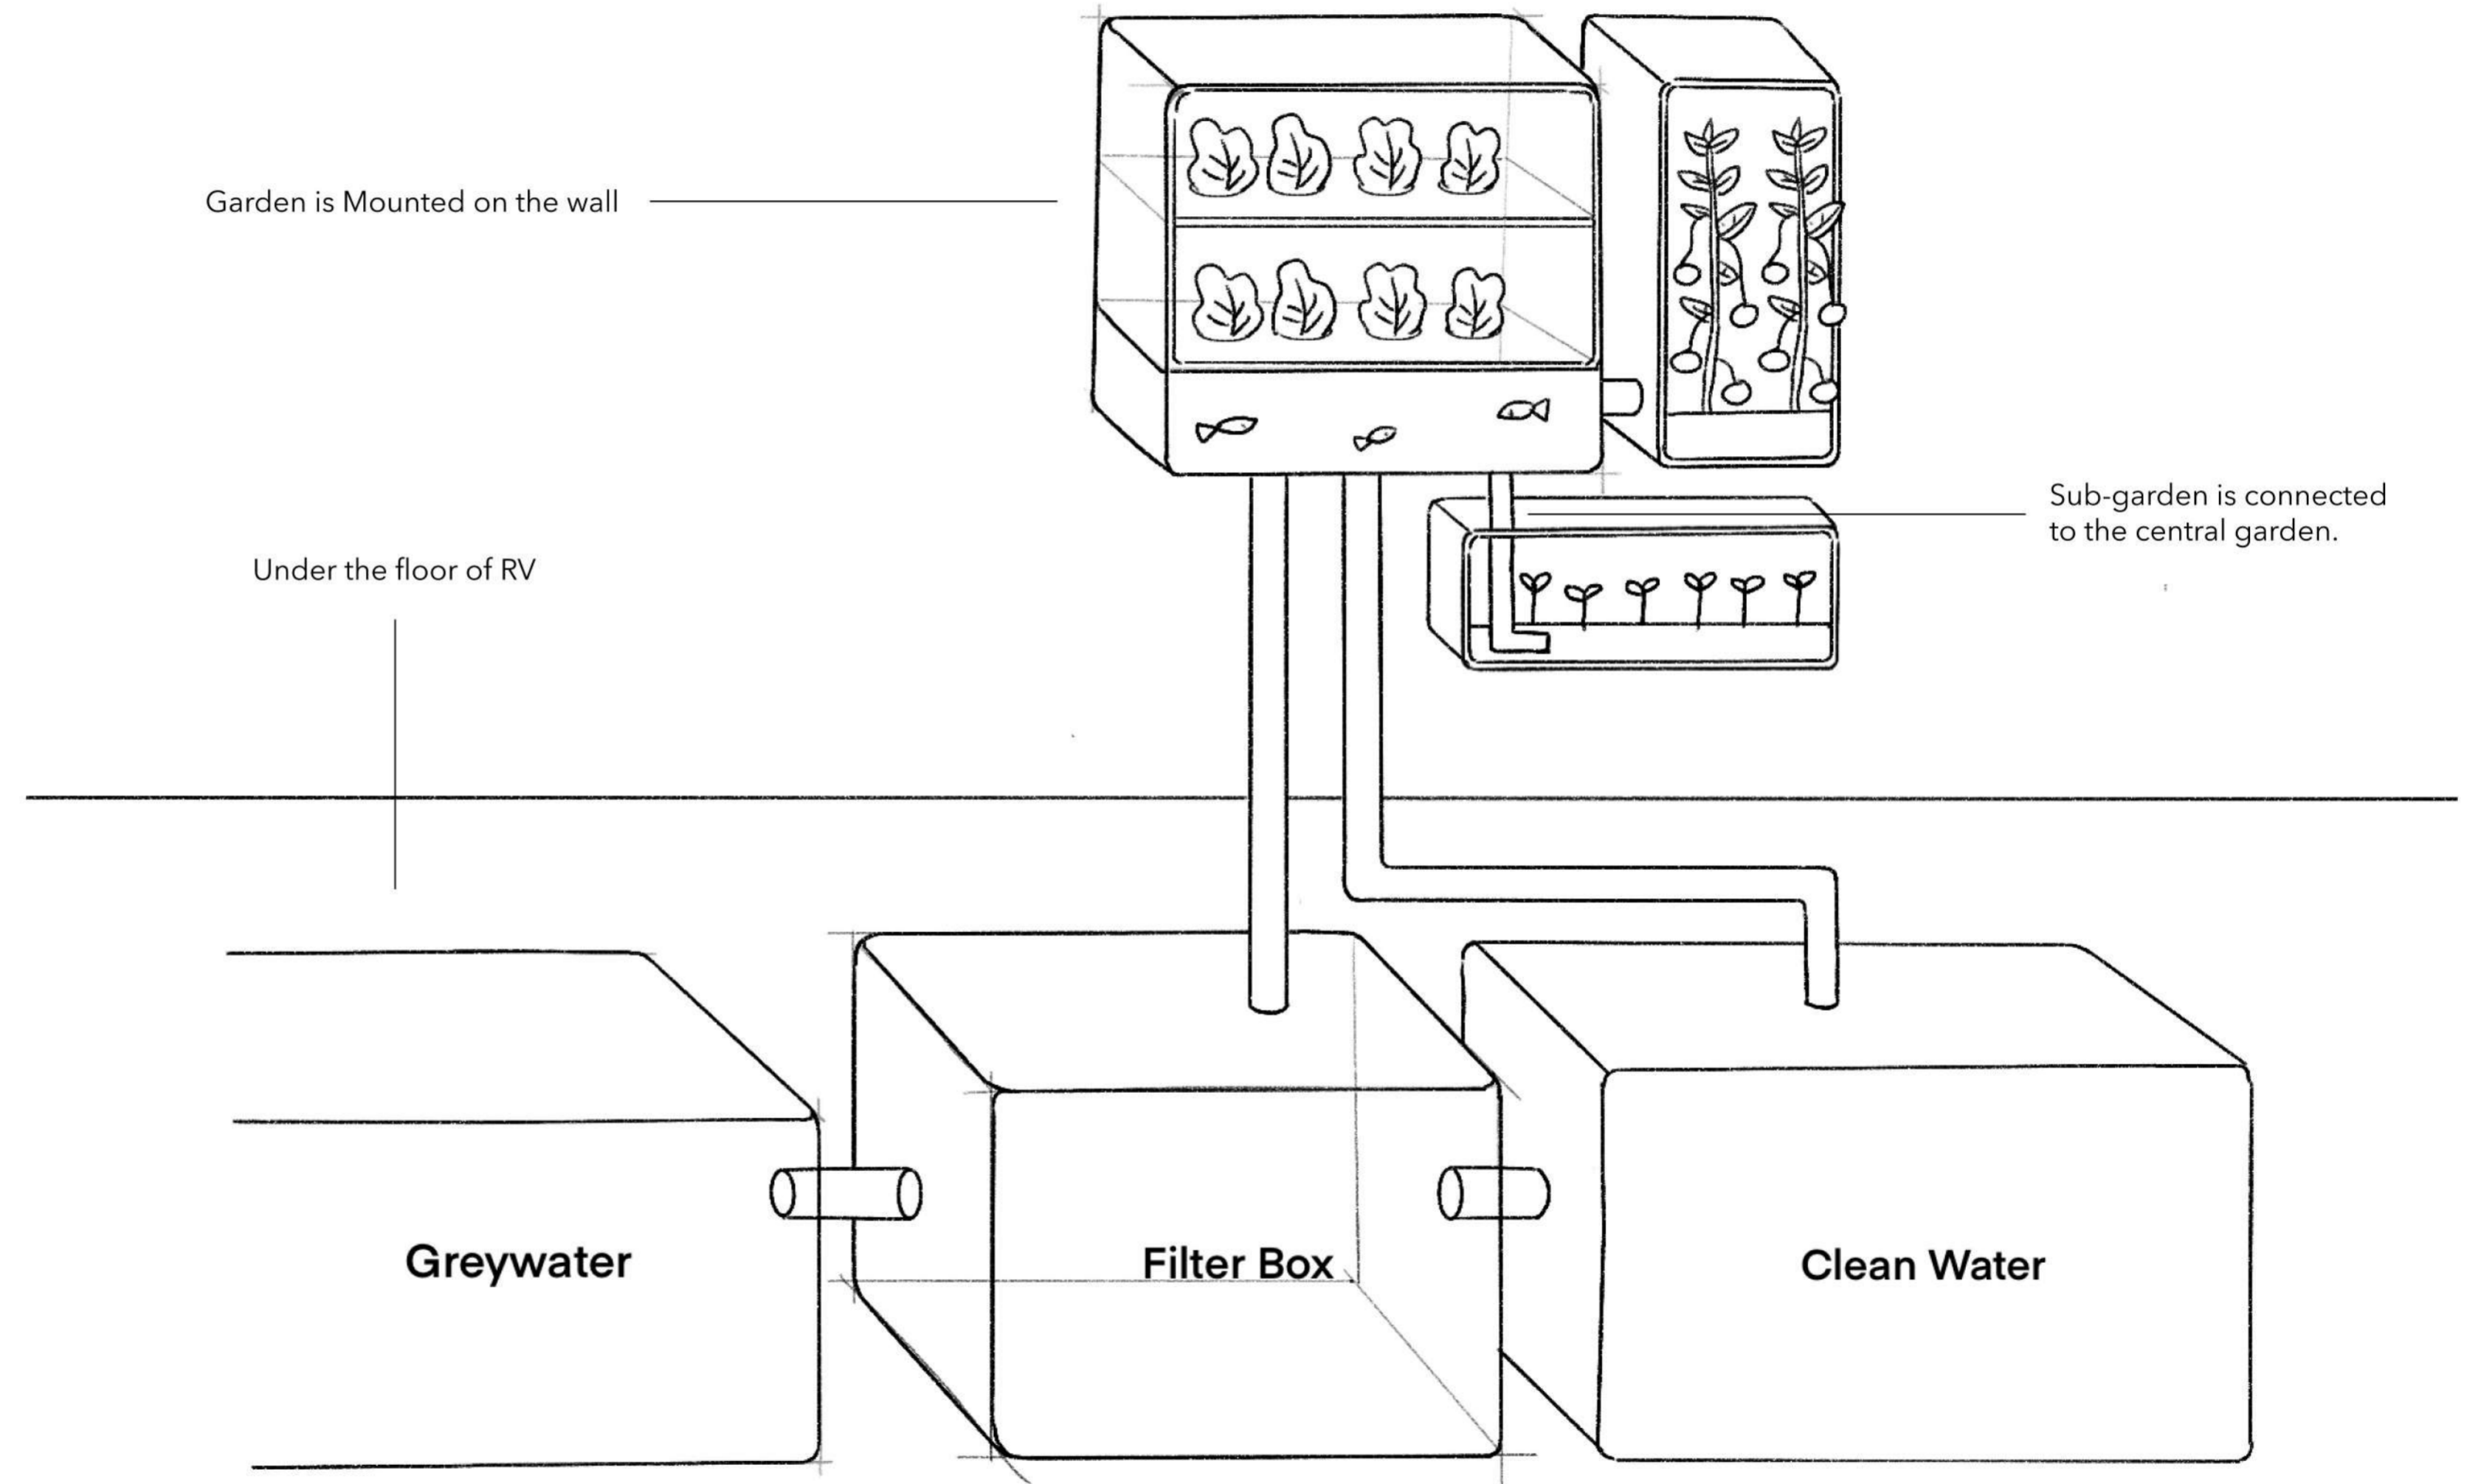 Garden is Mounted on the wall
Sub-garden is connected
to the central garden.
Under the floor of RV
Greywater
Filter Box
Clean Water